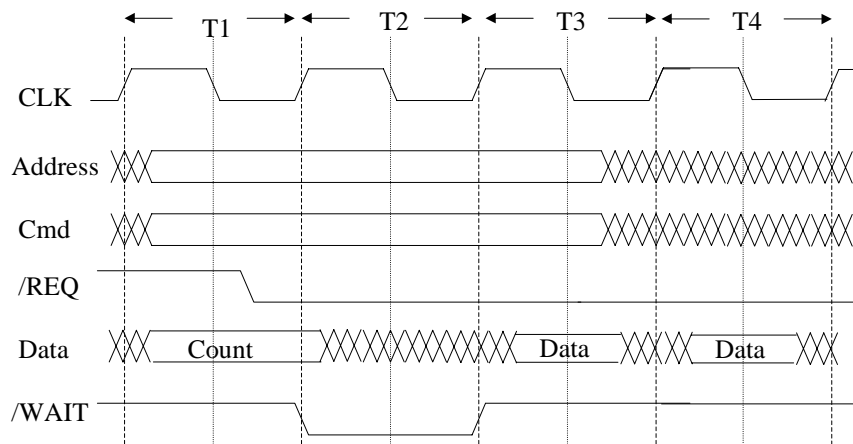 T1 T2 T3 T4
CLK
Address
Cmd
/REQ
Data Count Data Data
/WAIT